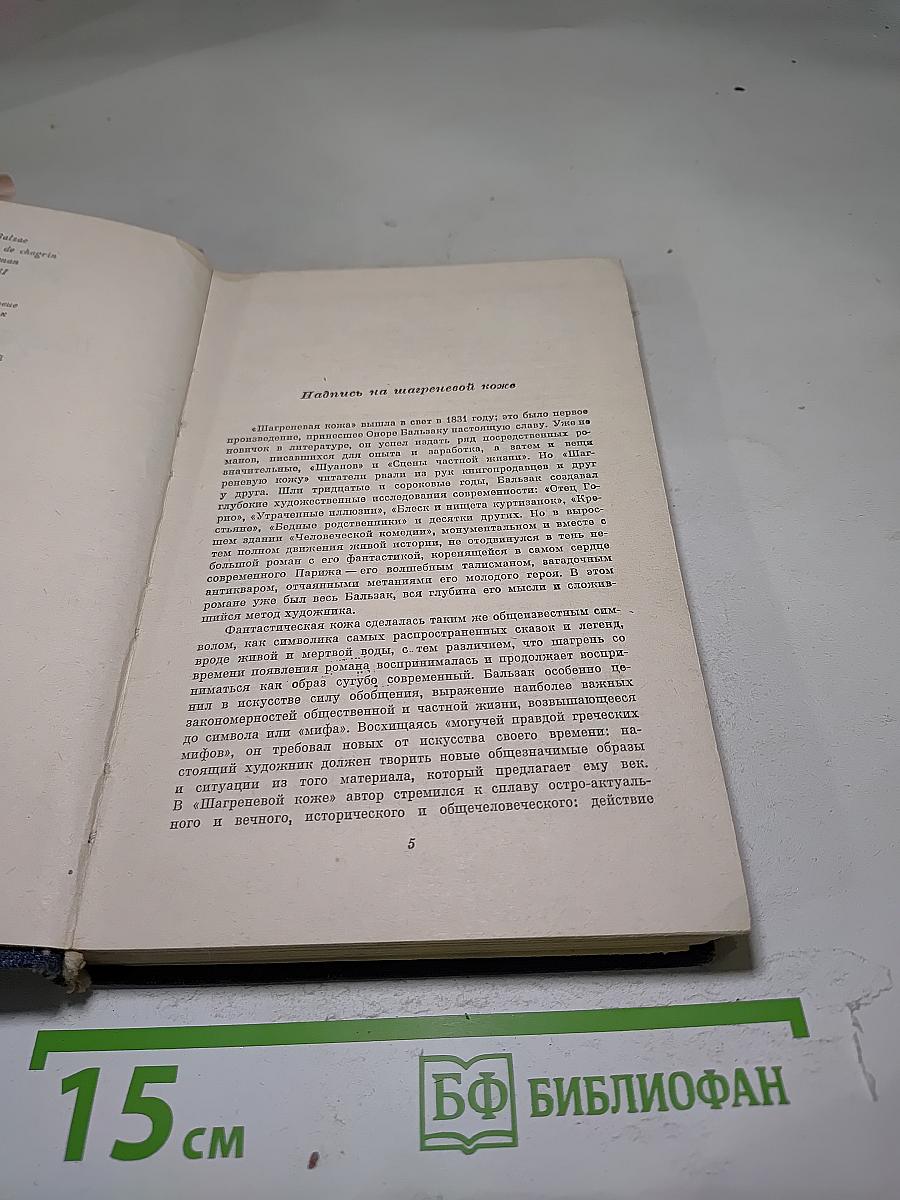 Balzac
de chagrin
Надпись на шагреневой коже
«Шагреневая кожа» вышла в свет в 1831 году; это было первое
произведение, принесшее Оноре Бальзаку настоящую славу. Уже не
новичок в литературе, он успел издать ряд посредственных ро-
манов, писавшихся для опыта и заработка, а затем и вещи
значительные, «Шуанов» и «Сцены частной жизни». Но «Шаг-
реневую кожу» читатели рвали из рук книгопродавцев и друг
у друга. Шли тридцатые и сороковые годы, Бальзак создавал
глубокие художественные исследования современности: «Отец Го-
рио», «Утраченные иллюзии», «Блеск и нищета куртизанок», «Кре-
стьяне», «Бедные родственники» и десятки других. Но в вырос-
шем здании «Человеческой комедии», монументальном и вместе с
тем полном движения живой истории, не отодвинулся в тень не-
большой роман с его фантастикой, коренящейся в самом сердце
современного Парижа — его волшебным талисманом, загадочным
антикваром, отчаянными метаниями его молодого героя. В этом
романе уже был весь Бальзак, вся глубина его мысли и сложив-
шийся метод художника.
Фантастическая кожа сделалась таким же общеизвестным сим-
волом, как символика самых распространенных сказок и легенд,
вроде живой и мертвой воды, с тем различием, что шагрень со
времени появления романа воспринималась и продолжает воспри-
ниматься как образ сугубо современный. Бальзак особенно це-
нил в искусстве силу обобщения, выражение наиболее важных
закономерностей общественной и частной жизни, возвышающееся
до символа или «мифа». Восхищаясь «могучей правдой греческих
мифов», он требовал новых от искусства своего времени: на-
стоящий художник должен творить новые общезначимые образы
и ситуации из того материала, который предлагает ему век.
В «Шагреневой коже» автор стремился к сплаву остро-актуаль-
ного и вечного, исторического и общечеловеческого: действие
5
15 см
БФ БИБЛИОФАН